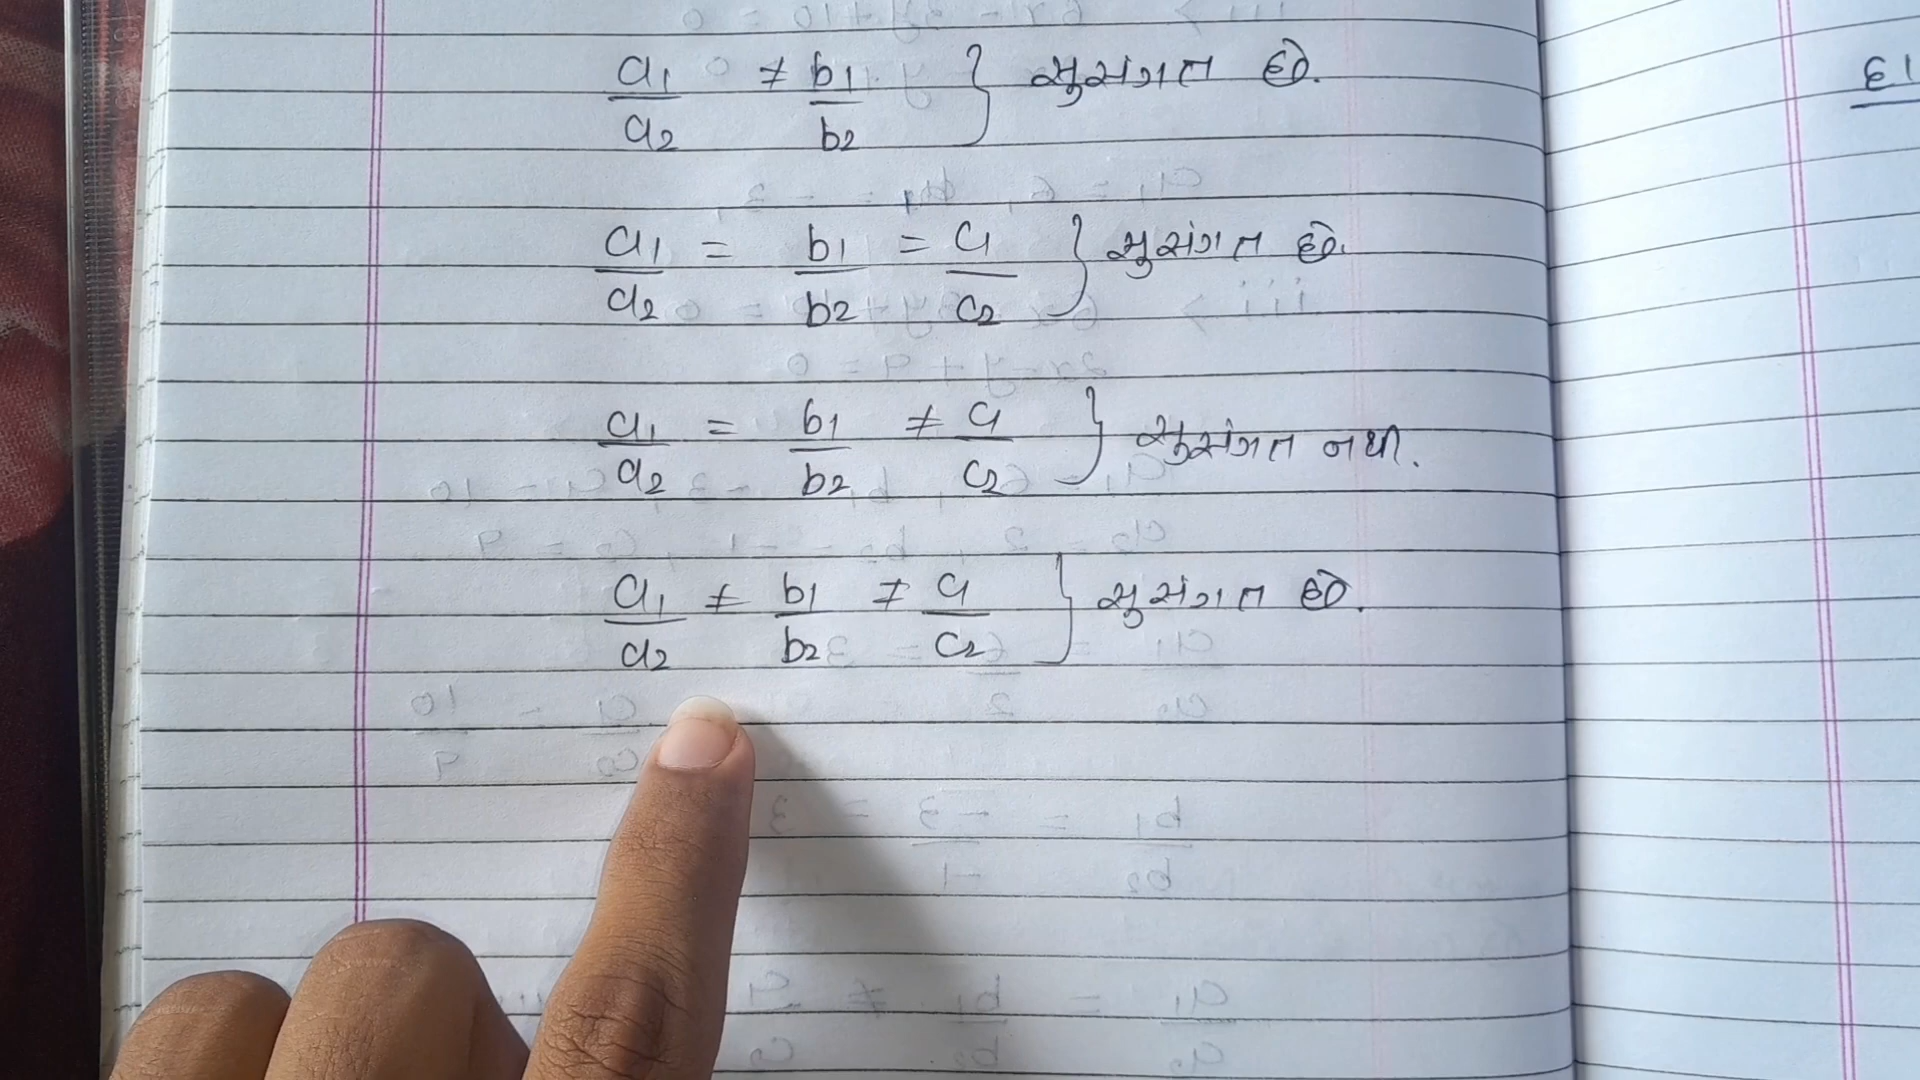 a1/a2 ≠ b1/b2 } સુસંગત છે.
a1/a2 = b1/b2 = c1/c2 } સુસંગત છે.
a1/a2 = b1/b2 ≠ c1/c2 } સુસંગત નથી.
a1/a2 ≠ b1/b2 ≠ c1/c2 } સુસંગત છે.